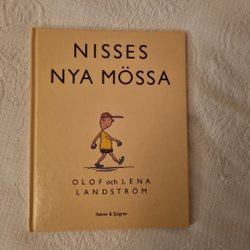 NISSES
NYA MÖSSA
OLOF och LENA
LANDSTRÖM
Rabén & Sjögren